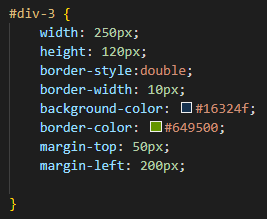 #div-3 {
width: 250px;
height: 120px;
border-style:double;
border-width: 10px;
background-color: #16324f;
border-color: #649500;
margin-top: 50px;
margin-left: 200px;
}